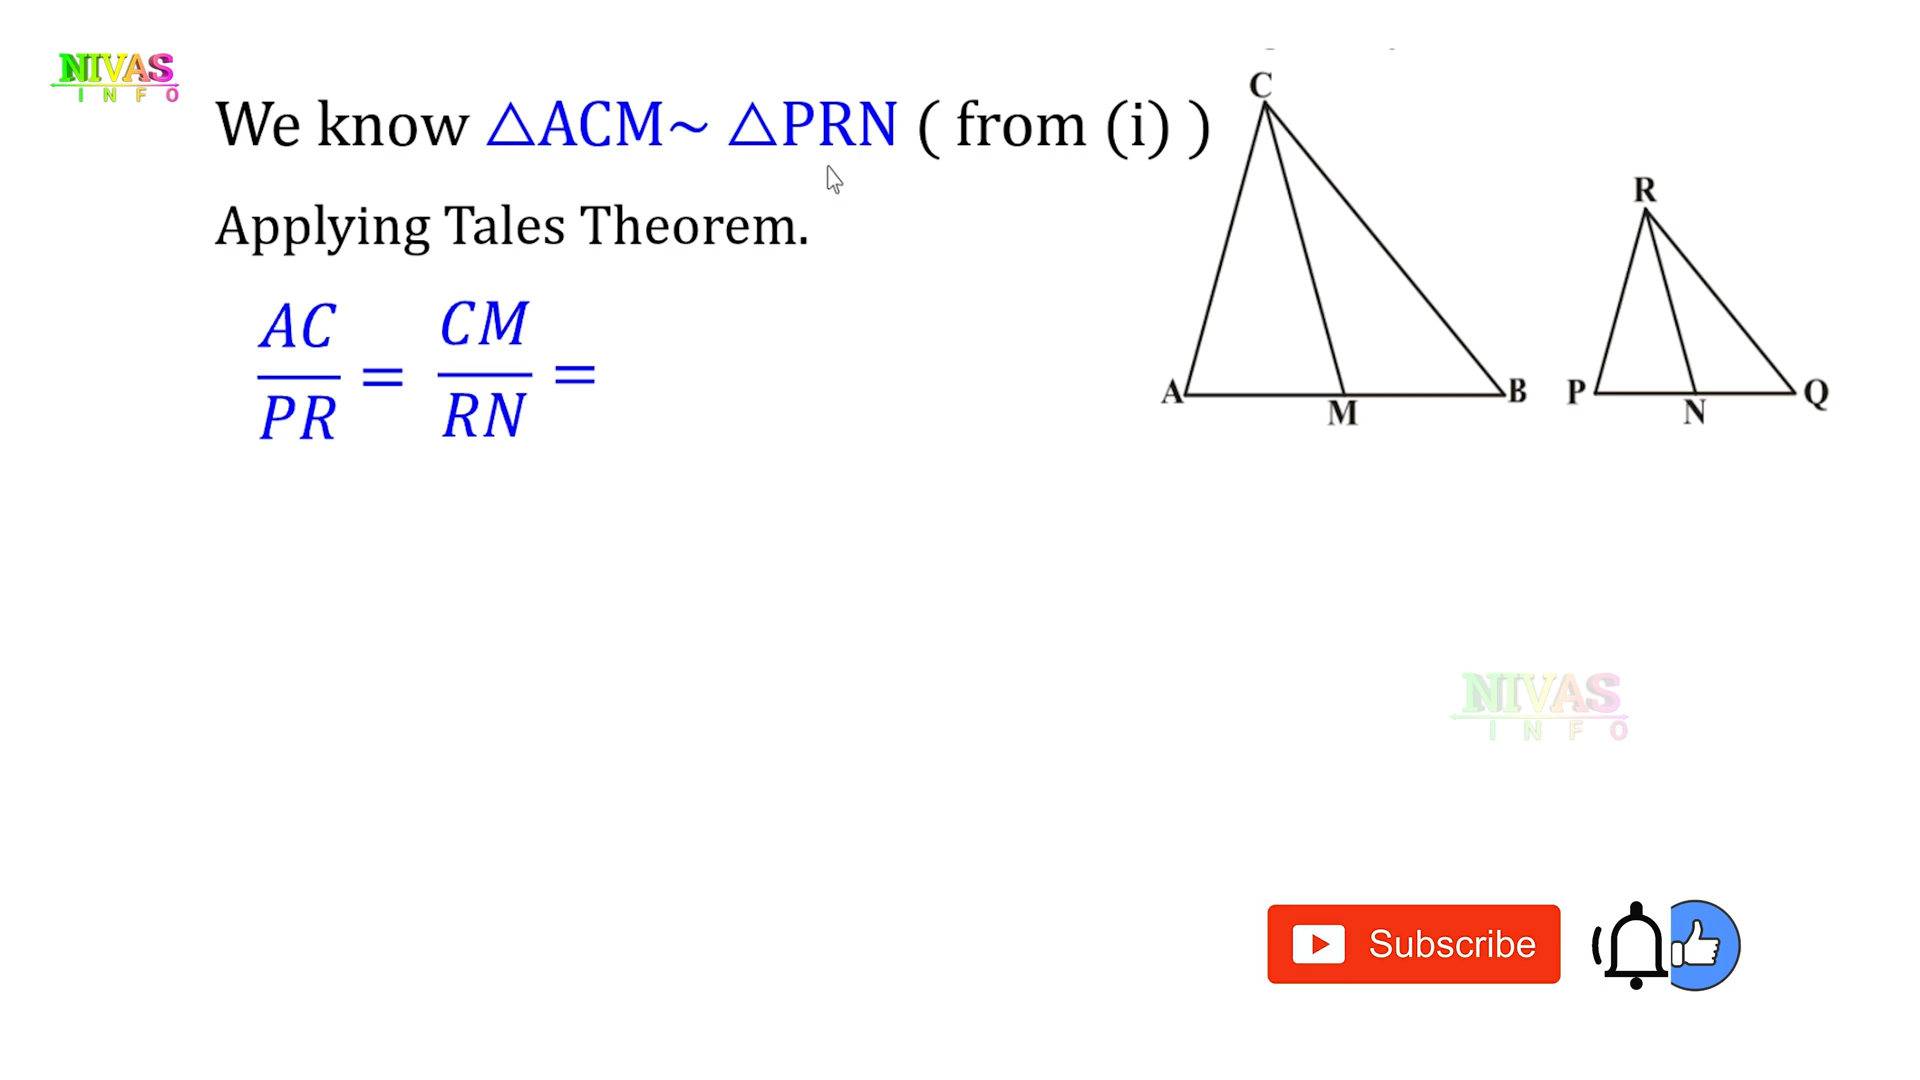 NIVAS
INFO
We know △ACM~ △PRN ( from (i) )
Applying Tales Theorem.
AC/PR = CM/RN =
C
A
M
B
R
P
N
Q
NIVAS
INFO
Subscribe